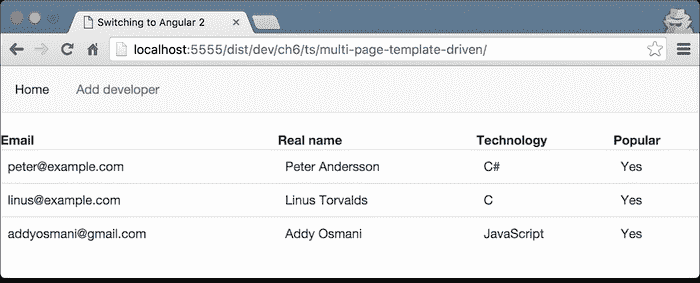 Switching to Angular 2
localhost:5555/dist/dev/ch6/ts/multi-page-template-driven/
Home Add developer
Email Real name Technology Popular
peter@example.com Peter Andersson C# Yes
linus@example.com Linus Torvalds C Yes
addyosmani@gmail.com Addy Osmani JavaScript Yes